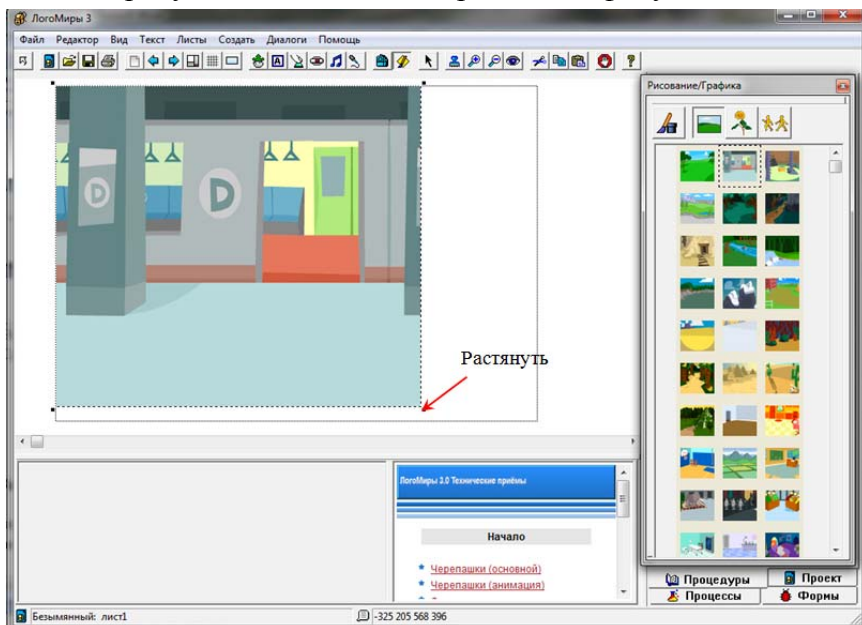 ЛогоМиры 3
Файл Редактор Вид Текст Листы Создать Диалоги Помощь
Рисование/Графика
D
D
Растянуть
ЛогоМиры 3.0 Технические приёмы
Начало
Черепашки (основной)
Черепашки (анимация)
Процедуры
Проект
Процессы
Формы
Безымянный: лист1
-325 205 568 396